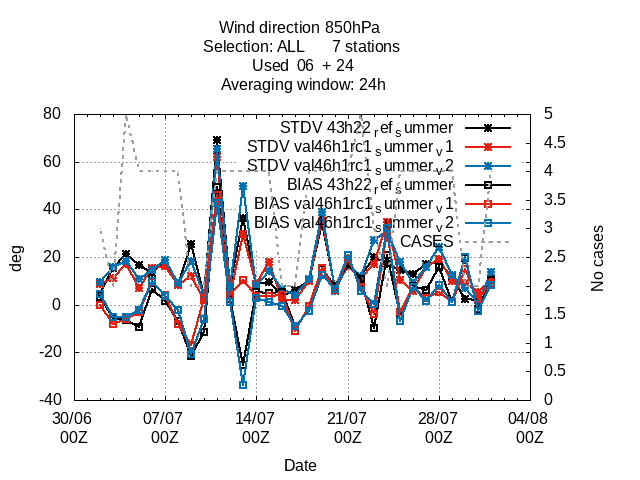 Wind direction 850hPa
Selection: ALL 7 stations
Used 06 + 24
Averaging window: 24h
STDV 43h22_ref_summer
STDV val46h1rc1_summer_v1
STDV val46h1rc1_summer_v2
BIAS 43h22_ref_summer
BIAS val46h1rc1_summer_v1
BIAS val46h1rc1_summer_v2
CASES
80
60
40
20
0
-20
-40
deg
5
4.5
4
3.5
3
2.5
2
1.5
1
0.5
0
No cases
30/06 07/07 14/07 21/07 28/07 04/08
00Z 00Z 00Z 00Z 00Z 00Z
Date